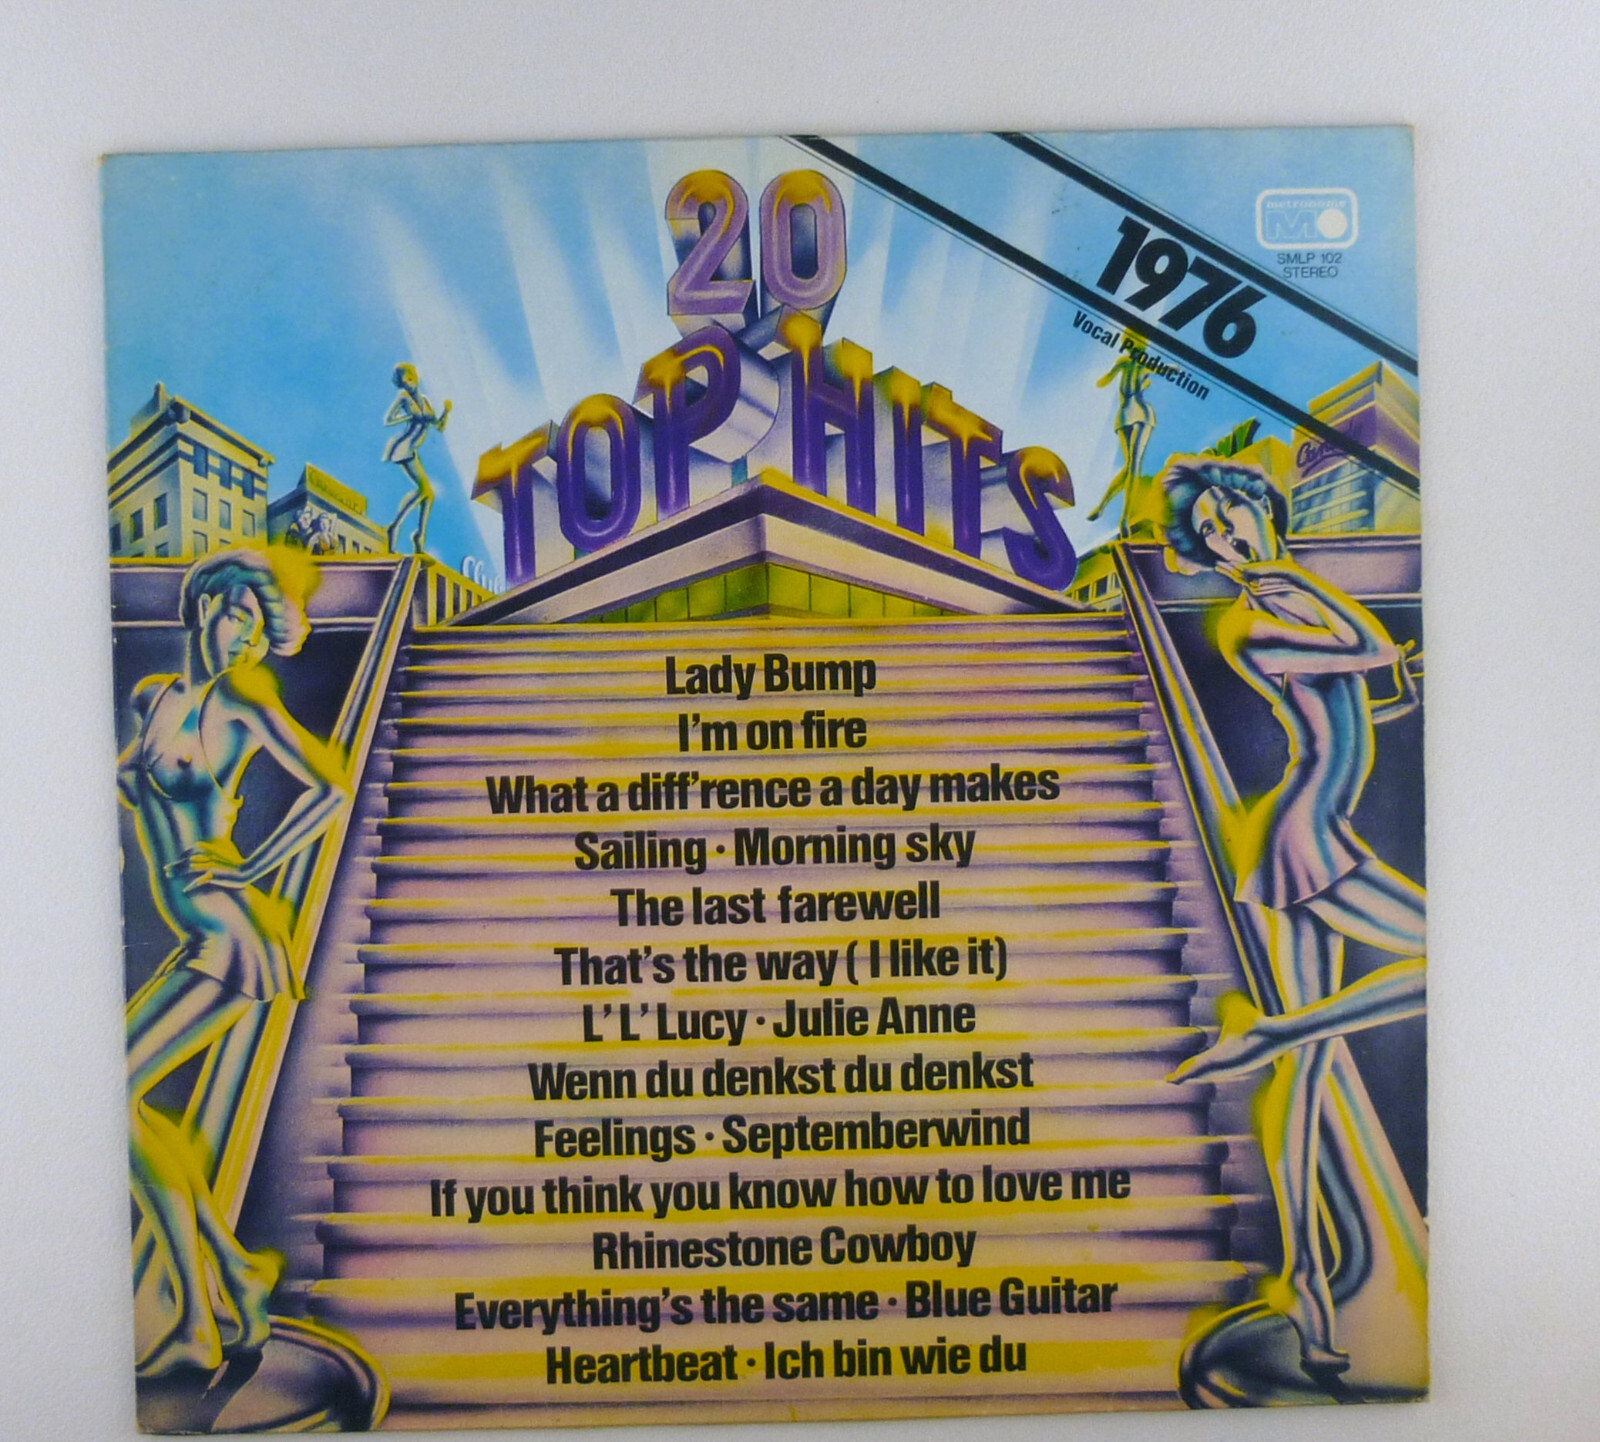 20
TOP HITS
1976
Vocal Production
metronome
SMLP 102
STEREO
Club
Lady Bump
I'm on fire
What a diff'rence a day makes
Sailing · Morning sky
The last farewell
That's the way ( I like it)
L' L' Lucy · Julie Anne
Wenn du denkst du denkst
Feelings · Septemberwind
If you think you know how to love me
Rhinestone Cowboy
Everything's the same · Blue Guitar
Heartbeat · Ich bin wie du